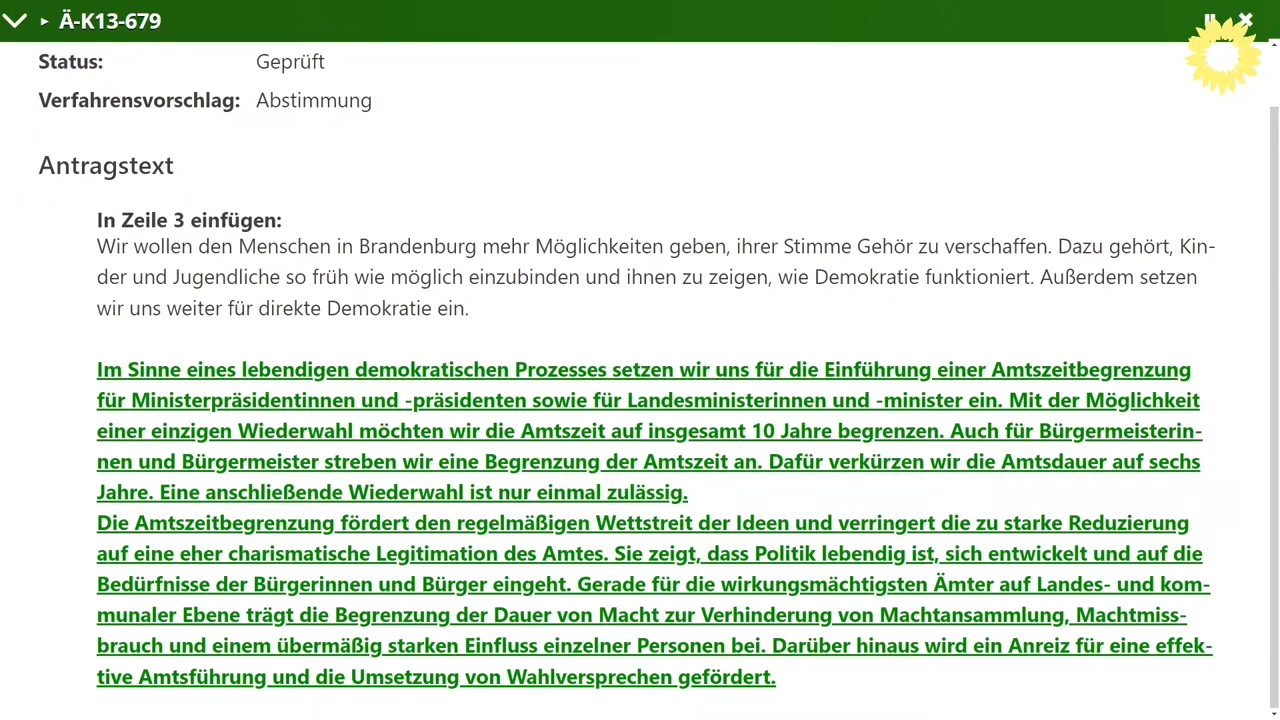 Ä-K13-679
Status: Geprüft
Verfahrensvorschlag: Abstimmung
Antragstext
In Zeile 3 einfügen:
Wir wollen den Menschen in Brandenburg mehr Möglichkeiten geben, ihrer Stimme Gehör zu verschaffen. Dazu gehört, Kin-
der und Jugendliche so früh wie möglich einzubinden und ihnen zu zeigen, wie Demokratie funktioniert. Außerdem setzen
wir uns weiter für direkte Demokratie ein.
Im Sinne eines lebendigen demokratischen Prozesses setzen wir uns für die Einführung einer Amtszeitbegrenzung
für Ministerpräsidentinnen und -präsidenten sowie für Landesministerinnen und -minister ein. Mit der Möglichkeit
einer einzigen Wiederwahl möchten wir die Amtszeit auf insgesamt 10 Jahre begrenzen. Auch für Bürgermeisterin-
nen und Bürgermeister streben wir eine Begrenzung der Amtszeit an. Dafür verkürzen wir die Amtsdauer auf sechs
Jahre. Eine anschließende Wiederwahl ist nur einmal zulässig.
Die Amtszeitbegrenzung fördert den regelmäßigen Wettstreit der Ideen und verringert die zu starke Reduzierung
auf eine eher charismatische Legitimation des Amtes. Sie zeigt, dass Politik lebendig ist, sich entwickelt und auf die
Bedürfnisse der Bürgerinnen und Bürger eingeht. Gerade für die wirkungsmächtigsten Ämter auf Landes- und kom-
munaler Ebene trägt die Begrenzung der Dauer von Macht zur Verhinderung von Machtansammlung, Machtmiss-
brauch und einem übermäßig starken Einfluss einzelner Personen bei. Darüber hinaus wird ein Anreiz für eine effek-
tive Amtsführung und die Umsetzung von Wahlversprechen gefördert.